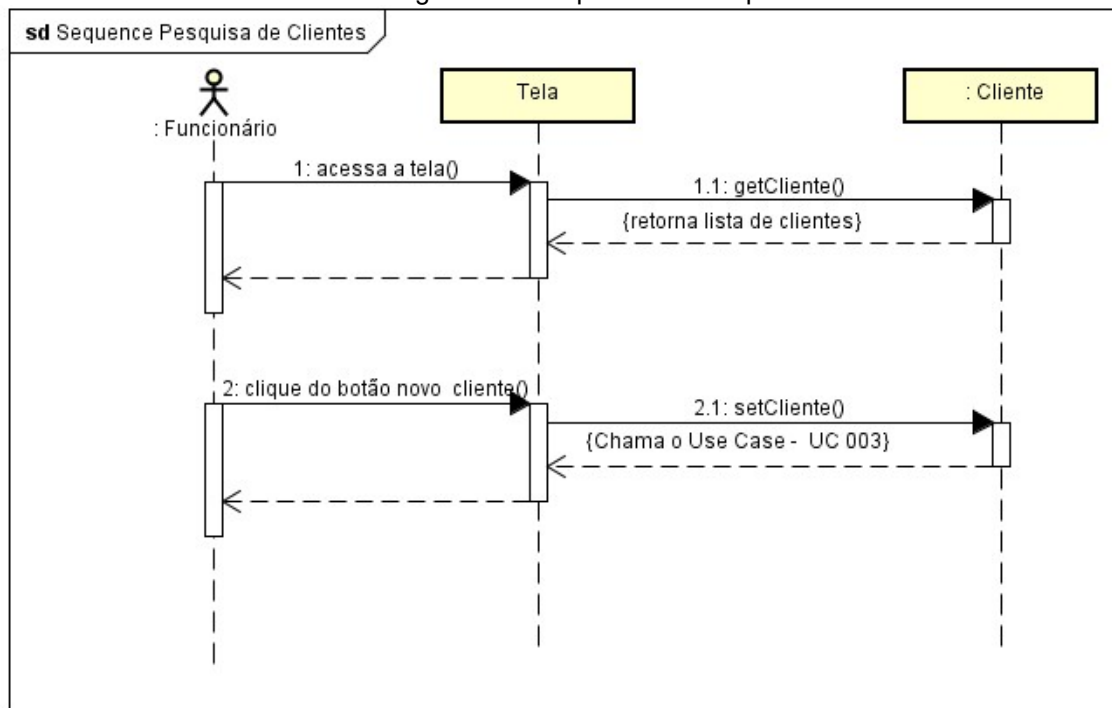 sd Sequence Pesquisa de Clientes
: Funcionário
Tela
: Cliente
1: acessa a tela()
1.1: getCliente()
{retorna lista de clientes}
2: clique do botão novo cliente()
2.1: setCliente()
{Chama o Use Case - UC 003}